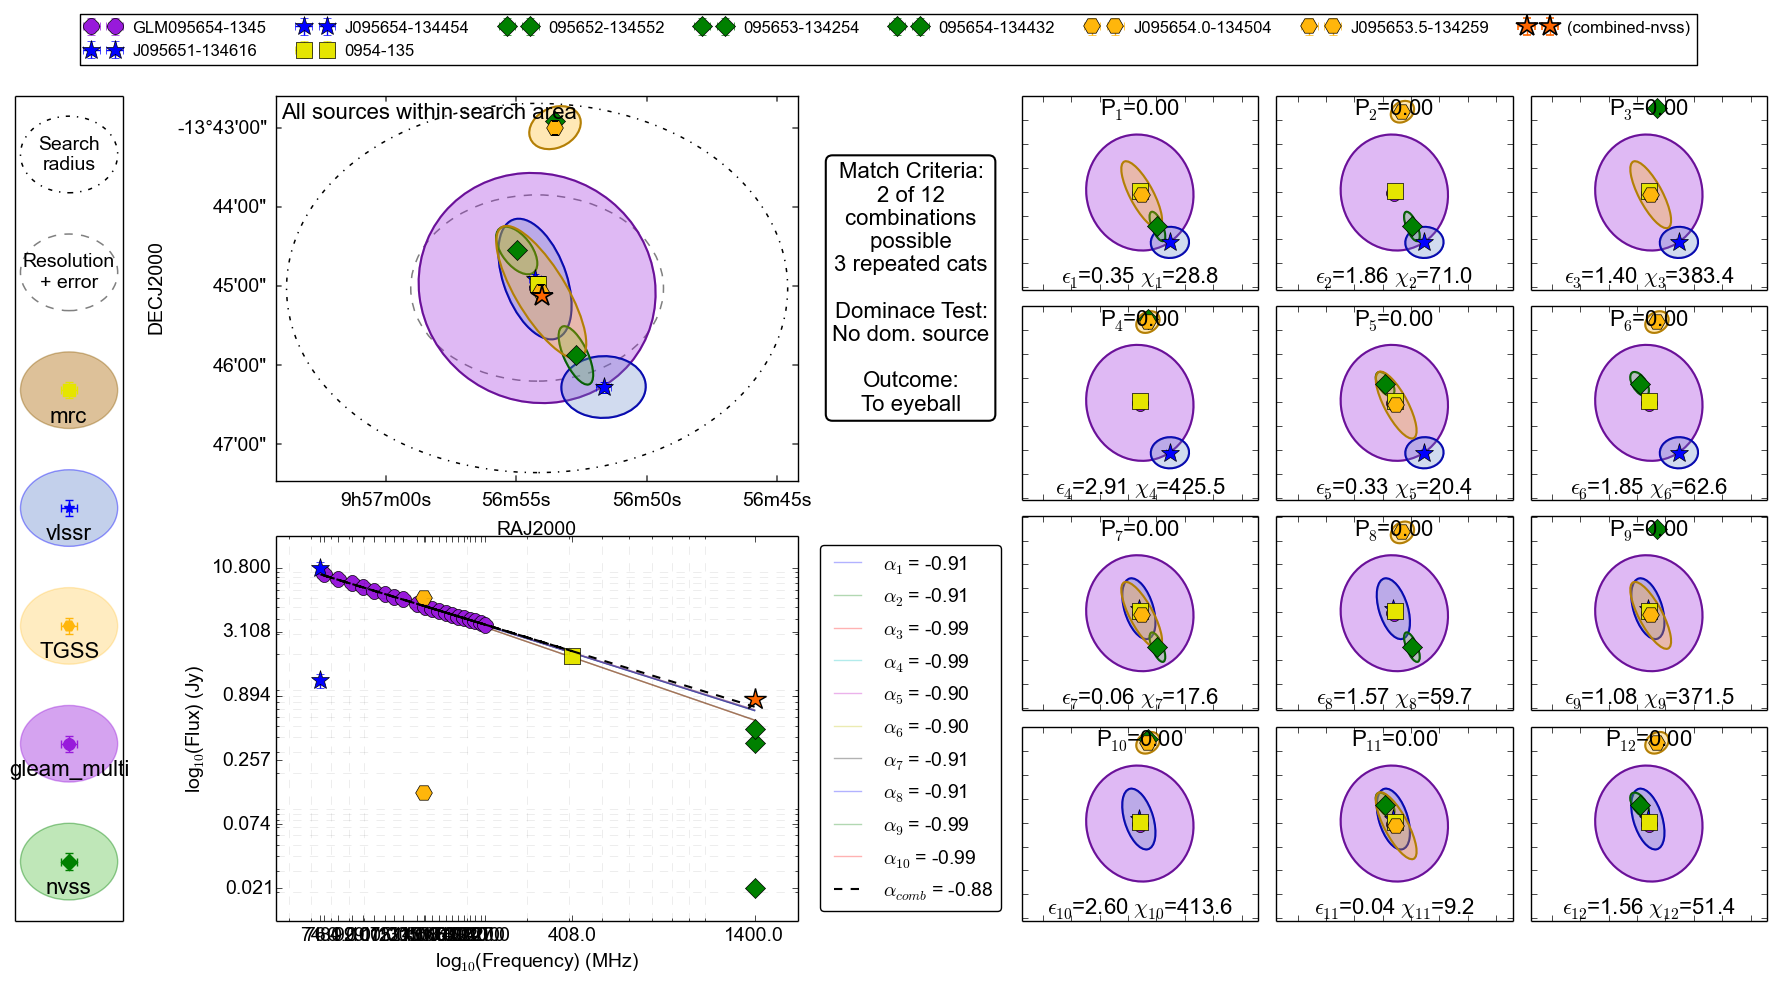 GLM095654-1345 J095654-134454 095652-134552 095653-134254 095654-134432 J095654.0-134504 J095653.5-134259 (combined-nvss)
J095651-134616 0954-135
Search
radius
Resolution
+ error
mrc
vlssr
TGSS
gleam_multi
nvss
All sources within search area
DECJ2000
-13°43'00"
44'00"
45'00"
46'00"
47'00"
9h57m00s 56m55s 56m50s 56m45s
RAJ2000
Match Criteria:
2 of 12
combinations
possible
3 repeated cats
Dominace Test:
No dom. source
Outcome:
To eyeball
log10(Flux) (Jy)
10.800
3.108
0.894
0.257
0.074
0.021
408.0 1400.0
log10(Frequency) (MHz)
α1 = -0.91
α2 = -0.91
α3 = -0.99
α4 = -0.99
α5 = -0.90
α6 = -0.90
α7 = -0.91
α8 = -0.91
α9 = -0.99
α10 = -0.99
αcomb = -0.88
P1=0.00
ϵ1=0.35 χ1=28.8
P2=0.00
ϵ2=1.86 χ2=71.0
P3=0.00
ϵ3=1.40 χ3=383.4
P4=0.00
ϵ4=2.91 χ4=425.5
P5=0.00
ϵ5=0.33 χ5=20.4
P6=0.00
ϵ6=1.85 χ6=62.6
P7=0.00
ϵ7=0.06 χ7=17.6
P8=0.00
ϵ8=1.57 χ8=59.7
P9=0.00
ϵ9=1.08 χ9=371.5
P10=0.00
ϵ10=2.60 χ10=413.6
P11=0.00
ϵ11=0.04 χ11=9.2
P12=0.00
ϵ12=1.56 χ12=51.4